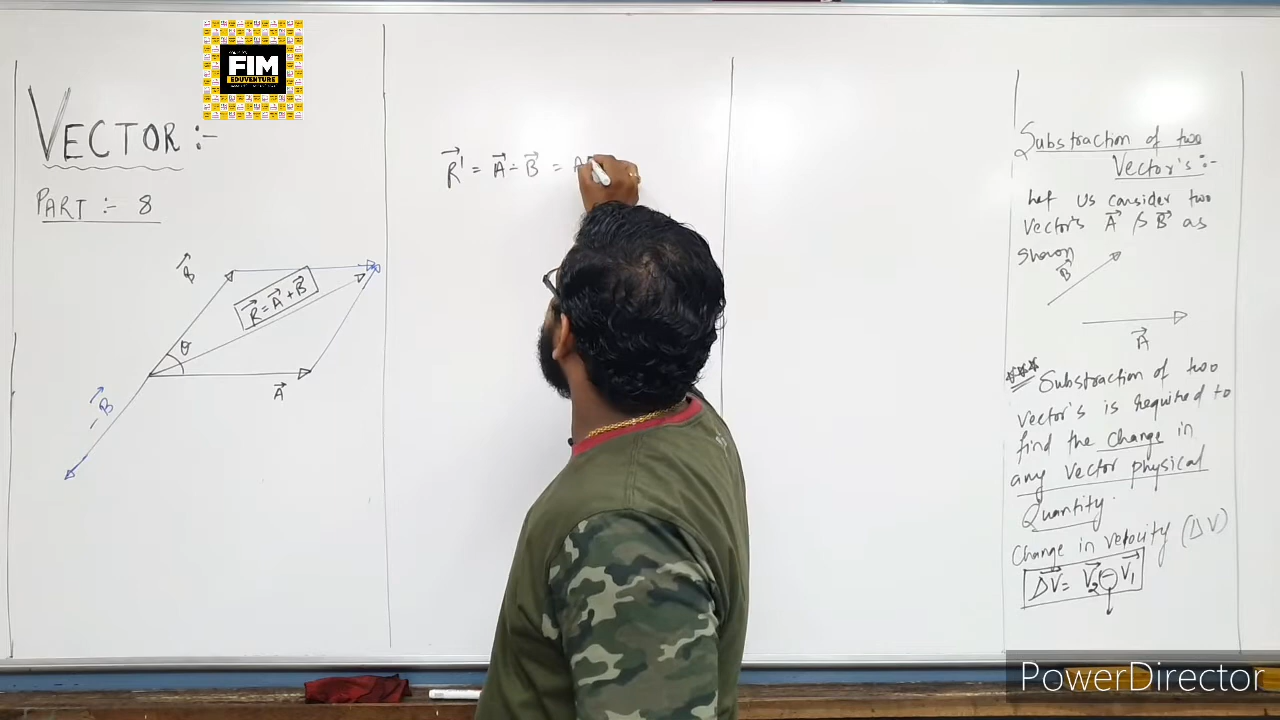 FIM
EDUVENTURE
VECTOR :-
PART :- 8
B
R = A + B
θ
A
- B
R' = A - B = A
Substraction of two
Vector's :-
Let us consider two
Vector's A & B as
shown
B
A
*** Substraction of two
vector's is required to
find the change in
any vector physical
Quantity.
Change in velocity (ΔV)
ΔV = V2 - V1
PowerDirector